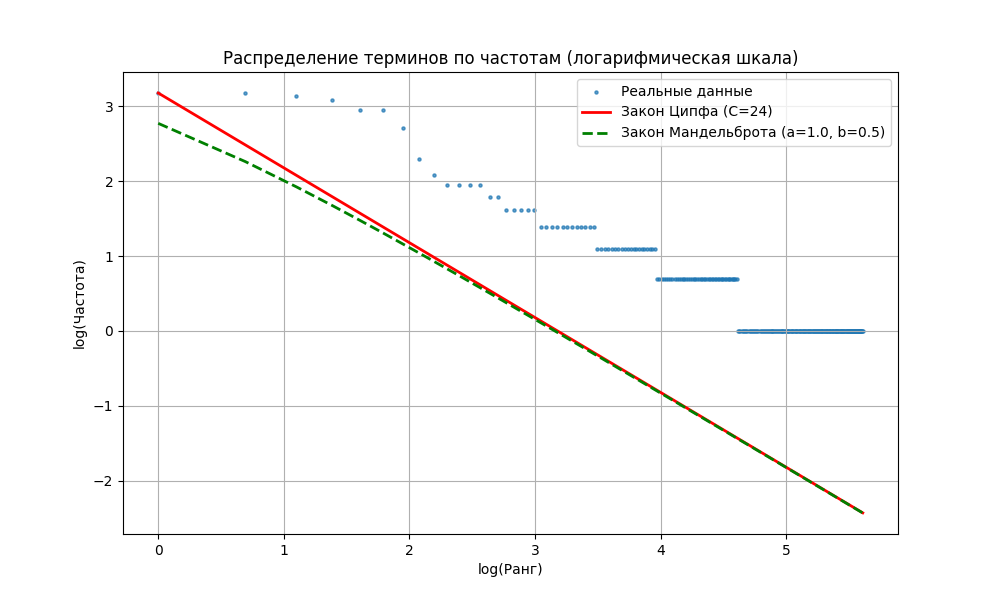 Распределение терминов по частотам (логарифмическая шкала)
Реальные данные
Закон Ципфа (C=24)
Закон Мандельброта (a=1.0, b=0.5)
log(Частота)
3
2
1
0
−1
−2
0
1
2
3
4
5
log(Ранг)